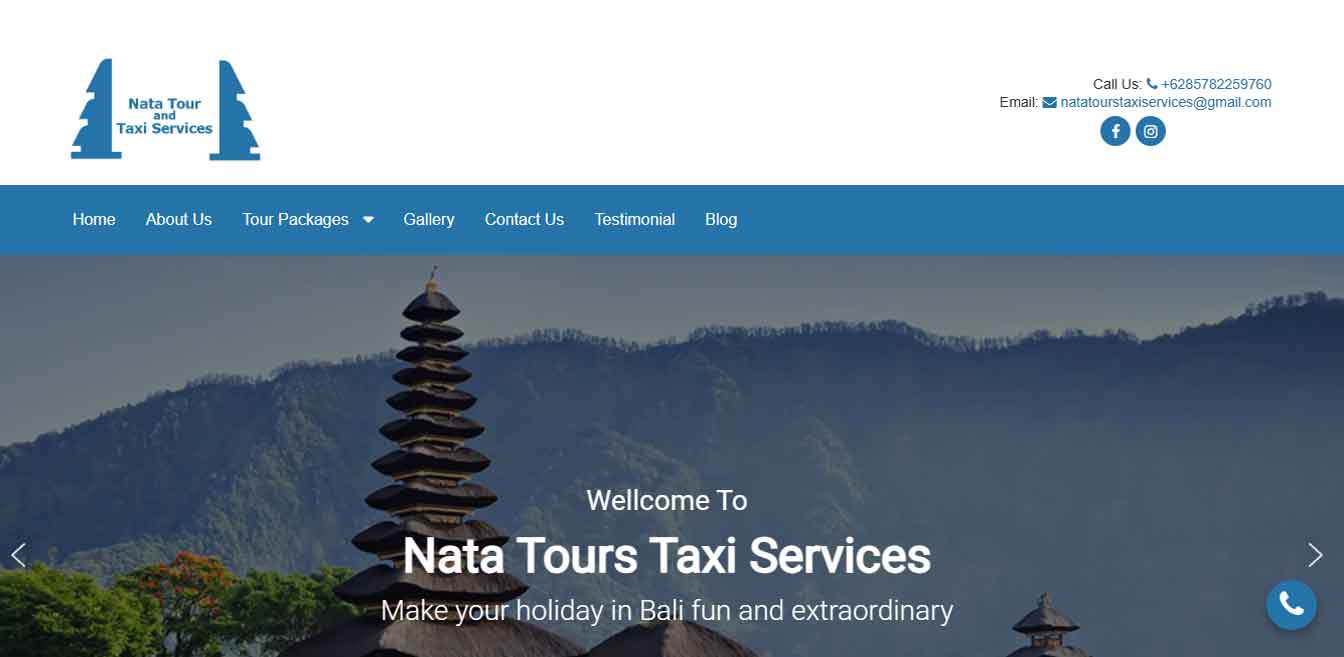 Nata Tour
and
Taxi Services
Call Us: +6285782259760
Email: natatourstaxiservices@gmail.com
Home About Us Tour Packages Gallery Contact Us Testimonial Blog
Wellcome To
Nata Tours Taxi Services
Make your holiday in Bali fun and extraordinary